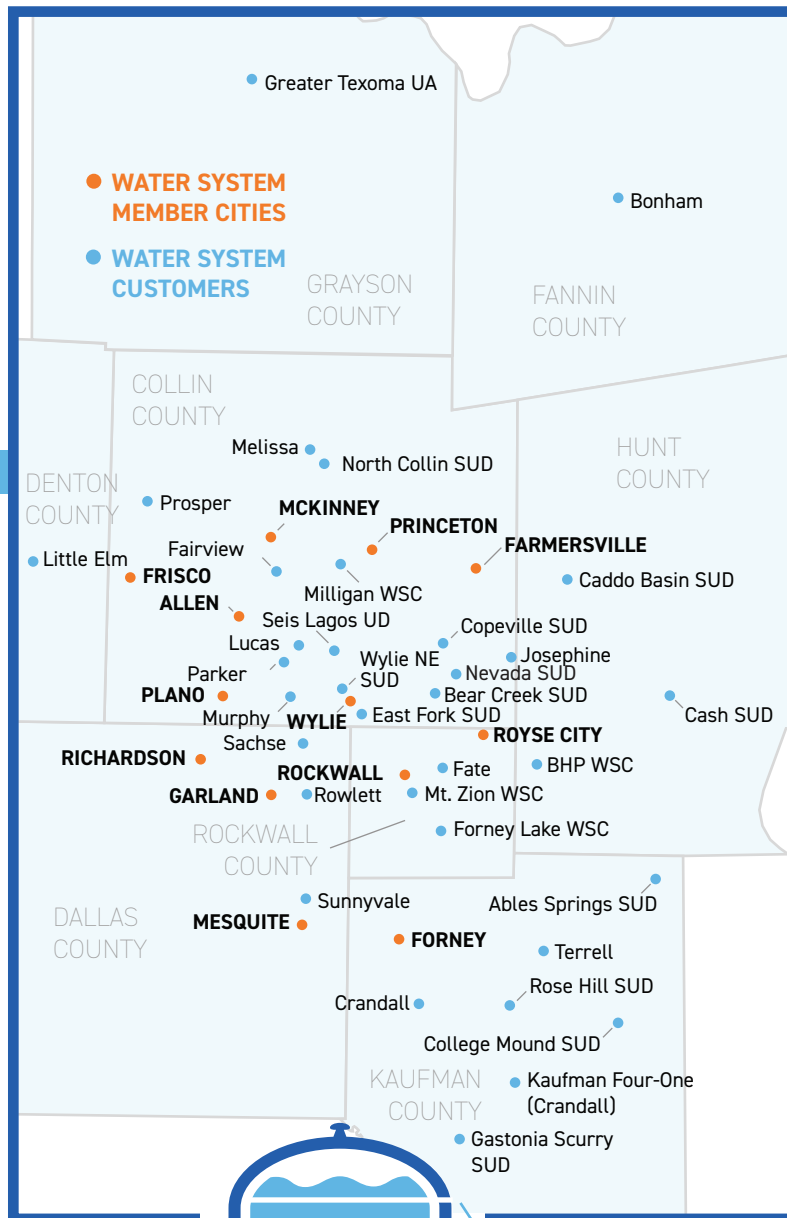 Greater Texoma UA
WATER SYSTEM
MEMBER CITIES
Bonham
WATER SYSTEM
CUSTOMERS
GRAYSON
COUNTY
FANNIN
COUNTY
COLLIN
COUNTY
Melissa
North Collin SUD
HUNT
COUNTY
DENTON
COUNTY
Prosper
MCKINNEY
PRINCETON
FARMERSVILLE
Fairview
Little Elm
FRISCO
Milligan WSC
Caddo Basin SUD
ALLEN
Seis Lagos UD
Copeville SUD
Lucas
Josephine
Wylie NE
SUD
Parker
Nevada SUD
PLANO
Bear Creek SUD
Murphy
WYLIE
East Fork SUD
Cash SUD
Sachse
ROYSE CITY
RICHARDSON
ROCKWALL
Fate
BHP WSC
GARLAND
Rowlett
Mt. Zion WSC
ROCKWALL
COUNTY
Forney Lake WSC
Sunnyvale
Ables Springs SUD
DALLAS
COUNTY
MESQUITE
FORNEY
Terrell
Rose Hill SUD
Crandall
College Mound SUD
KAUFMAN
COUNTY
Kaufman Four-One
(Crandall)
Gastonia Scurry
SUD